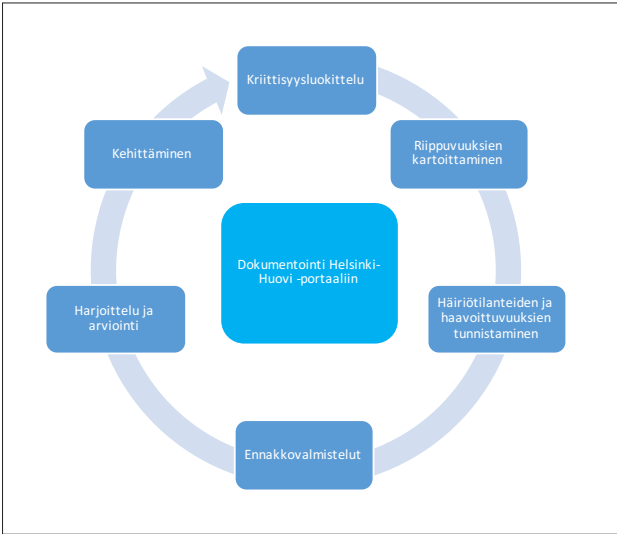 Kriittisyysluokittelu
Riippuvuuksien
kartoittaminen
Häiriötilanteiden ja
haavoittuvuuksien
tunnistaminen
Ennakkovalmistelut
Harjoittelu ja
arviointi
Kehittäminen
Dokumentointi Helsinki-
Huovi -portaaliin